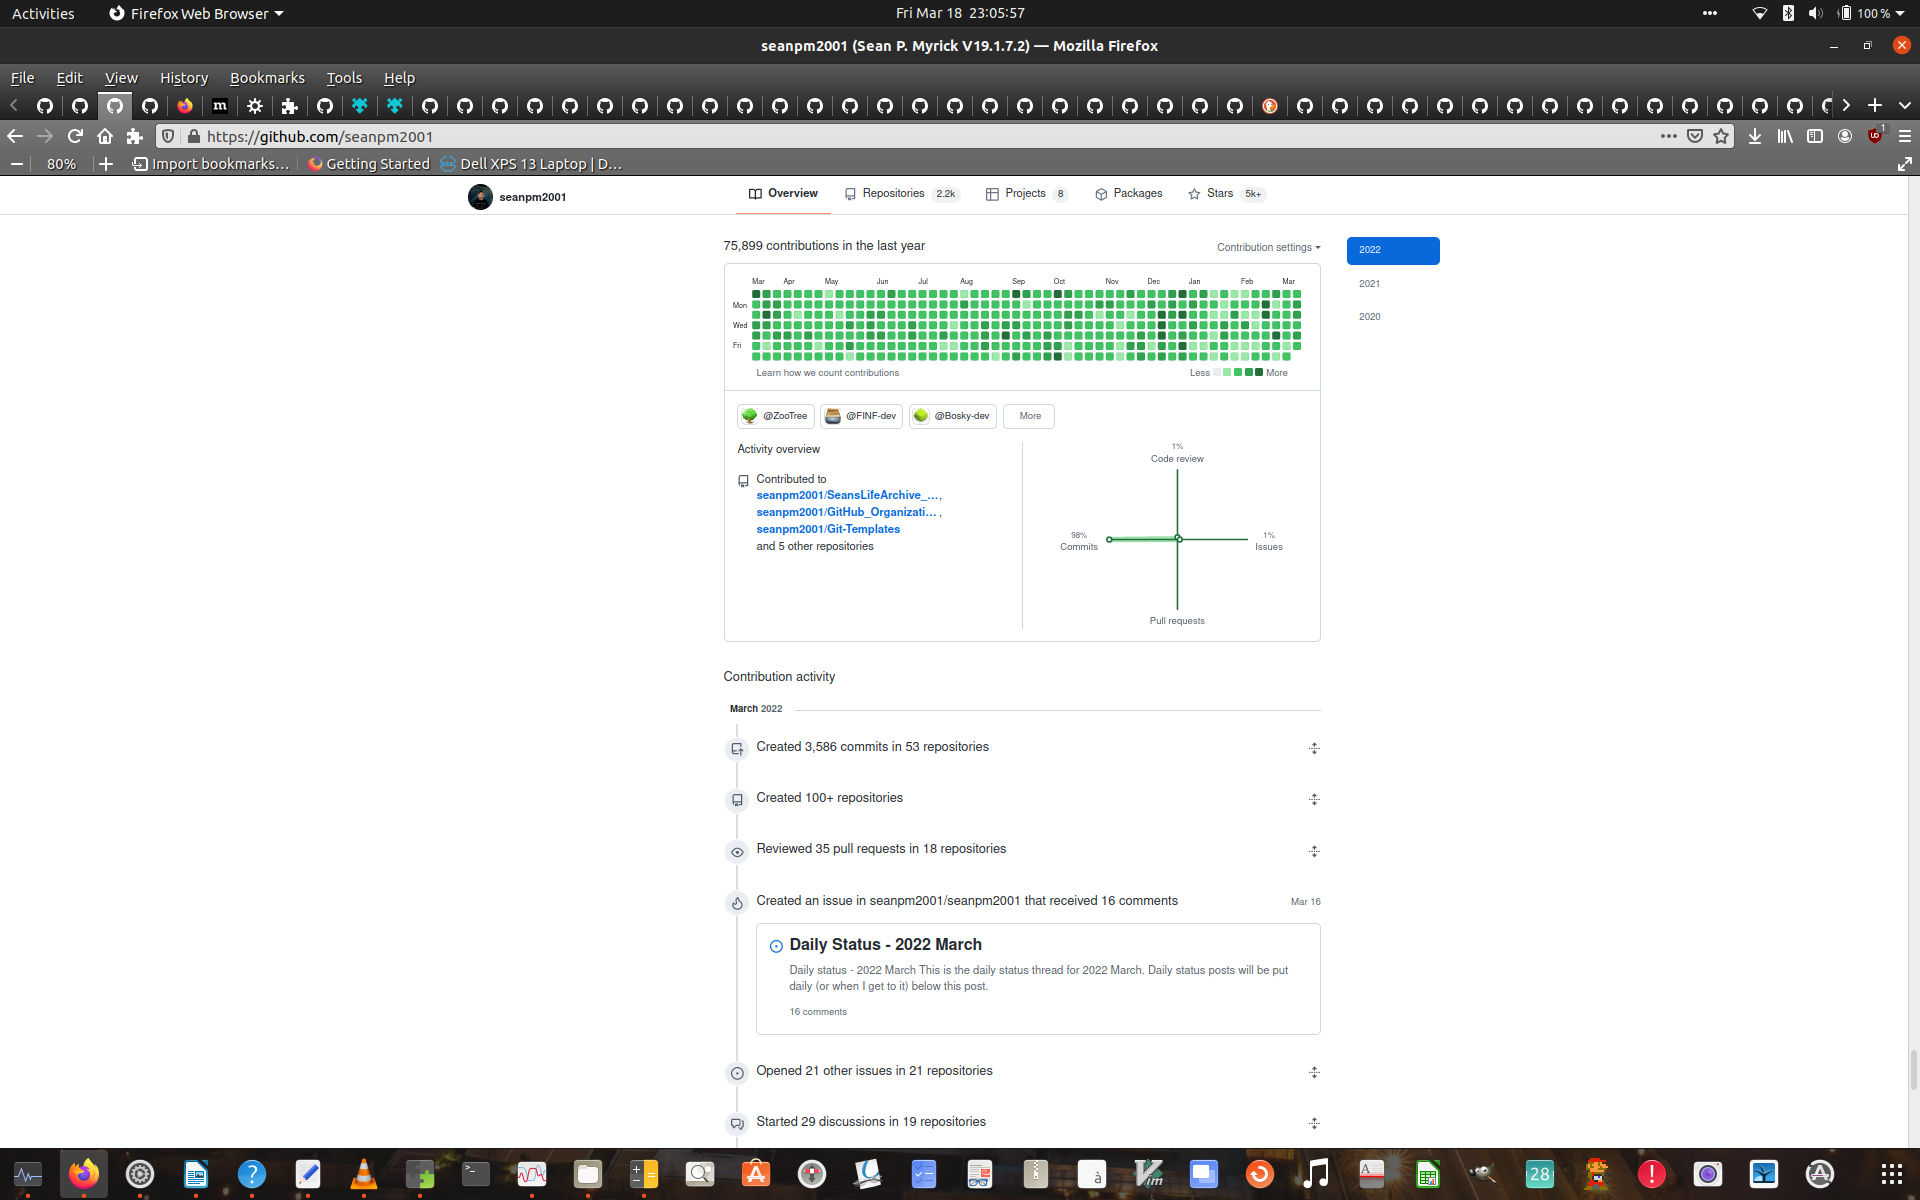 Activities
Firefox Web Browser
Fri Mar 18 23:05:57
100 %
seanpm2001 (Sean P. Myrick V19.1.7.2) — Mozilla Firefox
File Edit View History Bookmarks Tools Help
https://github.com/seanpm2001
1
80%
Import bookmarks...
Getting Started
Dell XPS 13 Laptop | D...
seanpm2001
Overview
Repositories 2.2k
Projects 8
Packages
Stars 5k+
75,899 contributions in the last year
Contribution settings
2022
2021
2020
Mar Apr May Jun Jul Aug Sep Oct Nov Dec Jan Feb Mar
Mon
Wed
Fri
Learn how we count contributions
Less More
@ZooTree
@FINF-dev
@Bosky-dev
More
Activity overview
Contributed to
seanpm2001/SeansLifeArchive_...,
seanpm2001/GitHub_Organizati... ,
seanpm2001/Git-Templates
and 5 other repositories
1%
Code review
98%
Commits
1%
Issues
Pull requests
Contribution activity
March 2022
Created 3,586 commits in 53 repositories
Created 100+ repositories
Reviewed 35 pull requests in 18 repositories
Created an issue in seanpm2001/seanpm2001 that received 16 comments
Mar 16
Daily Status - 2022 March
Daily status - 2022 March This is the daily status thread for 2022 March. Daily status posts will be put
daily (or when I get to it) below this post.
16 comments
Opened 21 other issues in 21 repositories
Started 29 discussions in 19 repositories
28